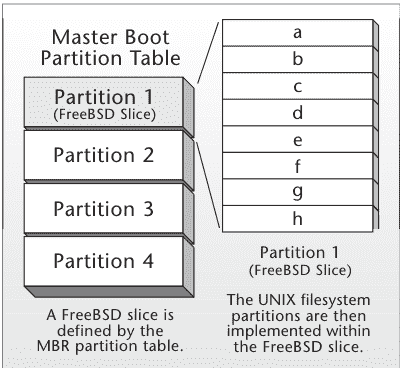 Master Boot
Partition Table
Partition 1
(FreeBSD Slice)
Partition 2
Partition 3
Partition 4
A FreeBSD slice is
defined by the
MBR partition table.
a
b
c
d
e
f
g
h
Partition 1
(FreeBSD Slice)
The UNIX filesystem
partitions are then
implemented within
the FreeBSD slice.